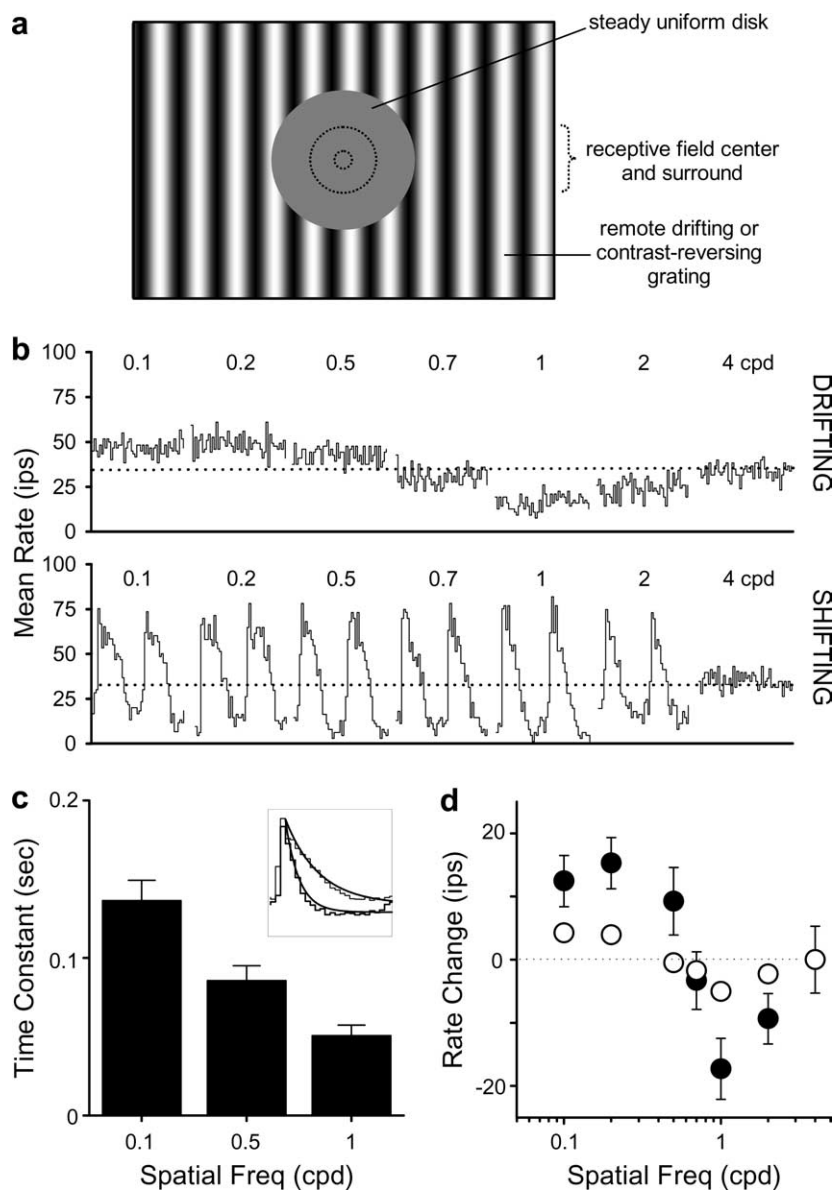 a
steady uniform disk
receptive field center
and surround
remote drifting or
contrast-reversing
grating
b
Mean Rate (ips)
100
75
50
25
0
0.1 0.2 0.5 0.7 1 2 4 cpd
DRIFTING
100
75
50
25
0
0.1 0.2 0.5 0.7 1 2 4 cpd
SHIFTING
c
Time Constant (sec)
0.2
0.1
0
0.1 0.5 1
Spatial Freq (cpd)
d
Rate Change (ips)
20
0
-20
0.1 1
Spatial Freq (cpd)